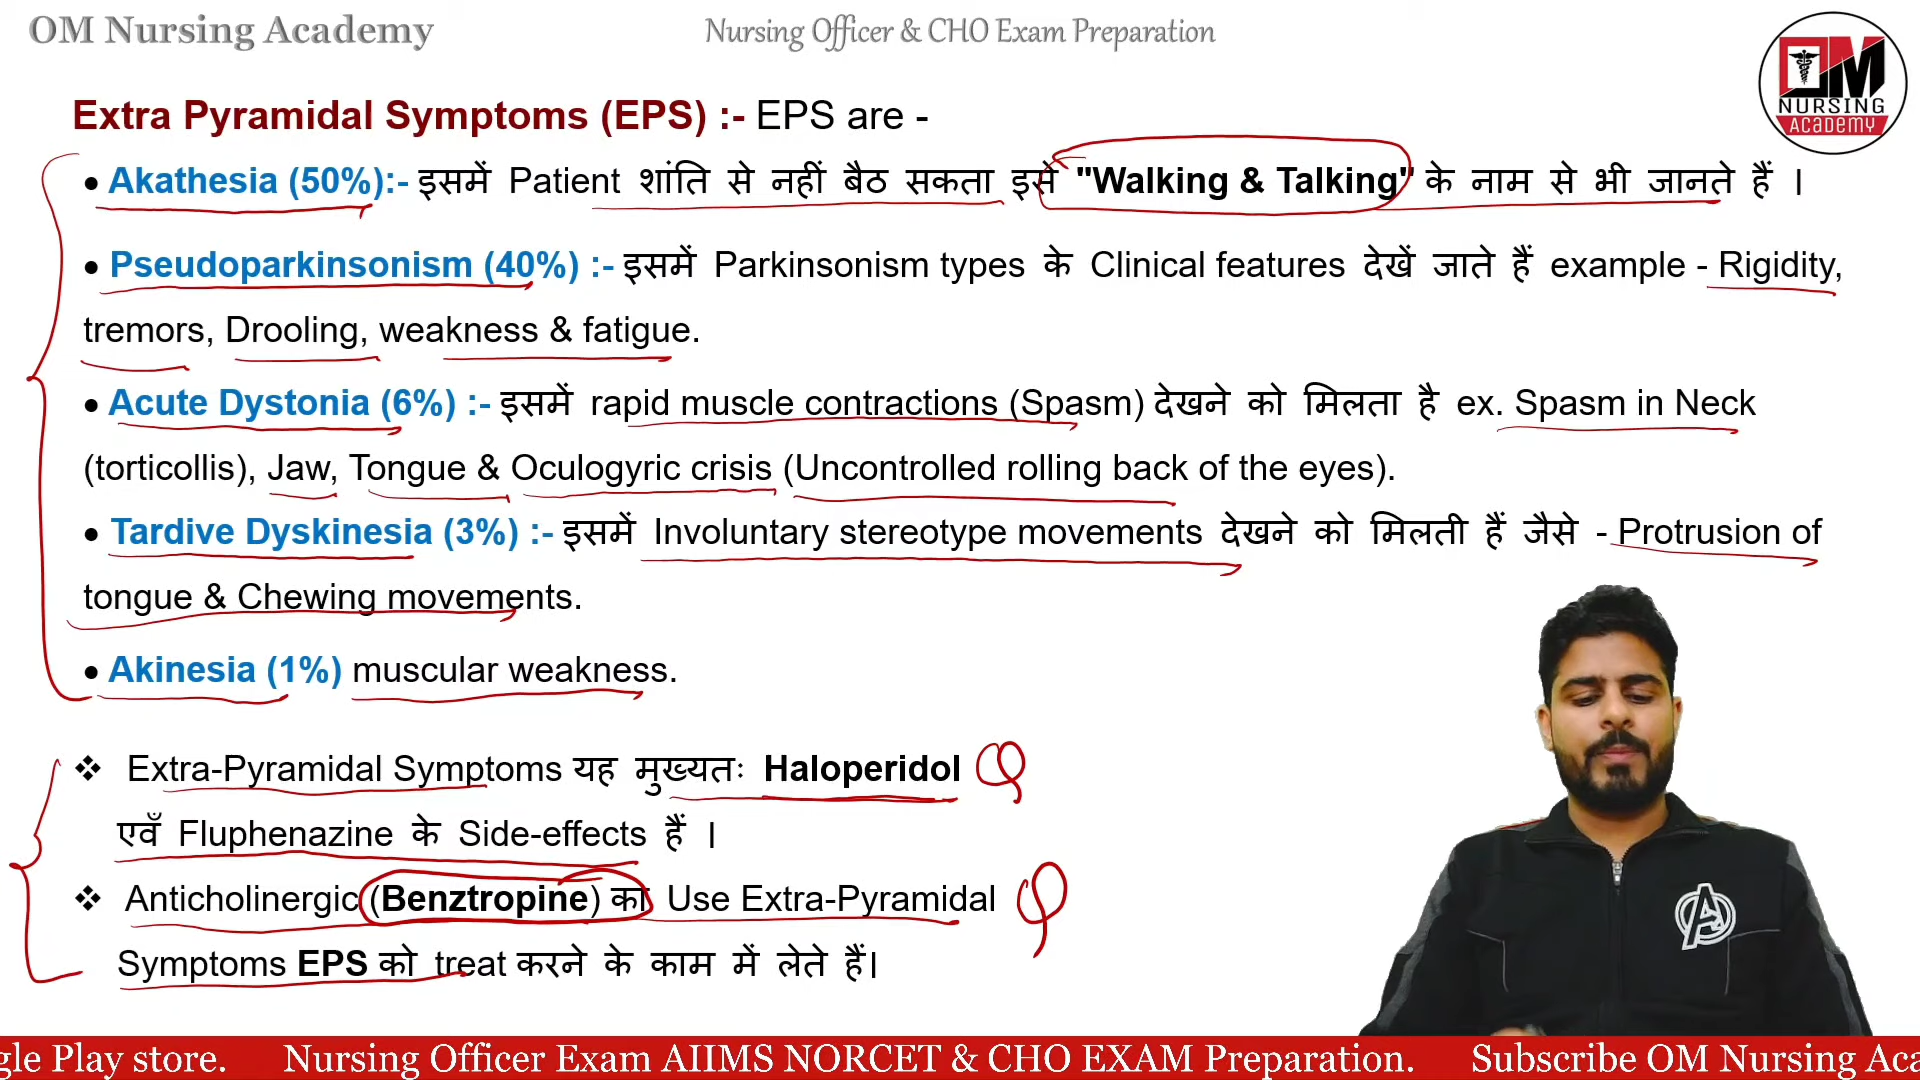 OM Nursing Academy
Nursing Officer & CHO Exam Preparation
OM
NURSING
ACADEMY
Extra Pyramidal Symptoms (EPS) :- EPS are -
• Akathesia (50%):- इसमें Patient शांति से नहीं बैठ सकता इसे "Walking & Talking" के नाम से भी जानते हैं ।
• Pseudoparkinsonism (40%) :- इसमें Parkinsonism types के Clinical features देखें जाते हैं example - Rigidity,
tremors, Drooling, weakness & fatigue.
• Acute Dystonia (6%) :- इसमें rapid muscle contractions (Spasm) देखने को मिलता है ex. Spasm in Neck
(torticollis), Jaw, Tongue & Oculogyric crisis (Uncontrolled rolling back of the eyes).
• Tardive Dyskinesia (3%) :- इसमें Involuntary stereotype movements देखने को मिलती हैं जैसे - Protrusion of
tongue & Chewing movements.
• Akinesia (1%) muscular weakness.
❖ Extra-Pyramidal Symptoms यह मुख्यतः Haloperidol
एवँ Fluphenazine के Side-effects हैं ।
❖ Anticholinergic (Benztropine) का Use Extra-Pyramidal
Symptoms EPS को treat करने के काम में लेते हैं।
gle Play store. Nursing Officer Exam AIIMS NORCET & CHO EXAM Preparation. Subscribe OM Nursing Aca